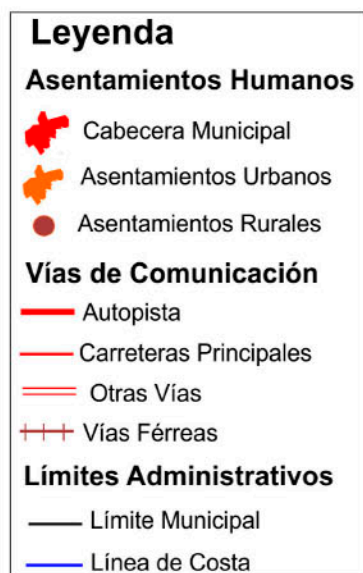 Leyenda
Asentamientos Humanos
Cabecera Municipal
Asentamientos Urbanos
Asentamientos Rurales
Vías de Comunicación
Autopista
Carreteras Principales
Otras Vías
Vías Férreas
Límites Administrativos
Límite Municipal
Línea de Costa